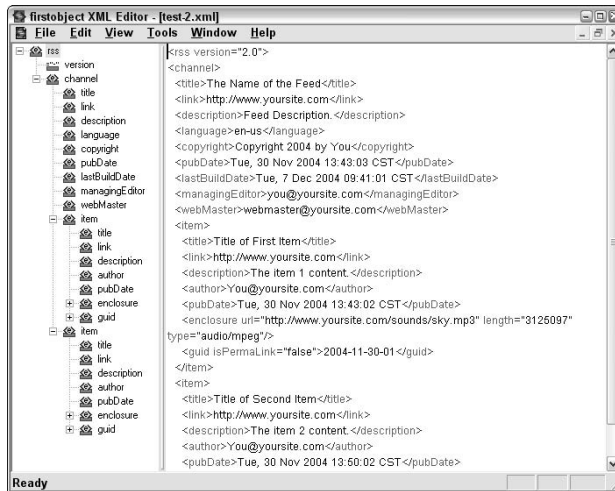 firstobject XML Editor - [test-2.xml]
File Edit View Tools Window Help
rss
version
channel
title
link
description
language
copyright
pubDate
lastBuildDate
managingEditor
webMaster
item
title
link
description
author
pubDate
enclosure
guid
item
title
link
description
author
pubDate
enclosure
guid
<rss version="2.0">
<channel>
<title>The Name of the Feed</title>
<link>http://www.yoursite.com</link>
<description>Feed Description.</description>
<language>en-us</language>
<copyright>Copyright 2004 by You</copyright>
<pubDate>Tue, 30 Nov 2004 13:43:03 CST</pubDate>
<lastBuildDate>Tue, 7 Dec 2004 09:41:01 CST</lastBuildDate>
<managingEditor>you@yoursite.com</managingEditor>
<webMaster>webmaster@yoursite.com</webMaster>
<item>
<title>Title of First Item</title>
<link>http://www.yoursite.com</link>
<description>The item 1 content.</description>
<author>You@yoursite.com</author>
<pubDate>Tue, 30 Nov 2004 13:43:02 CST</pubDate>
<enclosure url="http://www.yoursite.com/sounds/sky.mp3" length="3125097"
type="audio/mpeg"/>
<guid isPermaLink="false">2004-11-30-01</guid>
</item>
<item>
<title>Title of Second Item</title>
<link>http://www.yoursite.com</link>
<description>The item 2 content.</description>
<author>You@yoursite.com</author>
<pubDate>Tue, 30 Nov 2004 13:50:02 CST</pubDate>
Ready